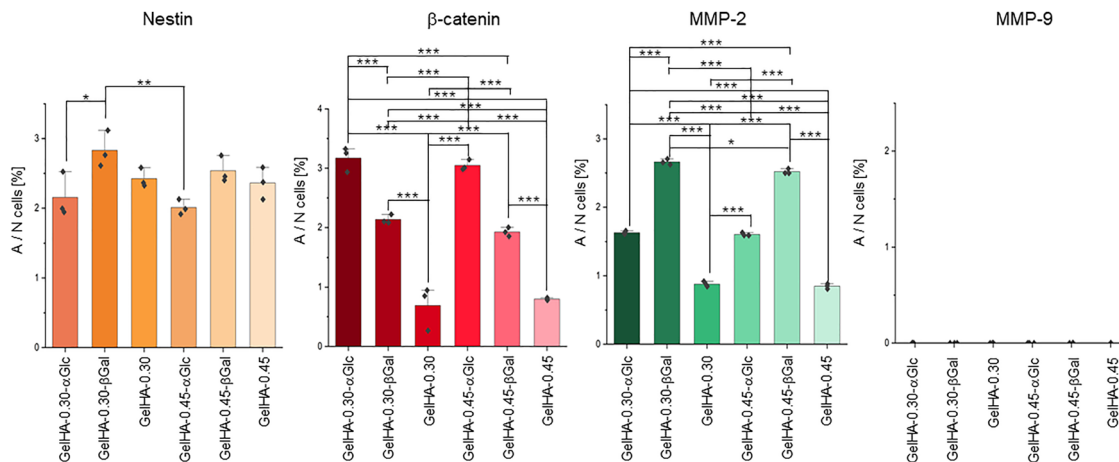 Nestin
β-catenin
MMP-2
MMP-9
A / N cells [%]
3
2
1
0
*
**
GelHA-0.30-αGlc
GelHA-0.30-βGal
GelHA-0.30
GelHA-0.45-αGlc
GelHA-0.45-βGal
GelHA-0.45
A / N cells [%]
4
3
2
1
0
***
***
***
***
***
***
***
***
***
***
***
***
***
GelHA-0.30-αGlc
GelHA-0.30-βGal
GelHA-0.30
GelHA-0.45-αGlc
GelHA-0.45-βGal
GelHA-0.45
A / N cells [%]
3
2
1
0
***
***
***
***
***
***
***
***
***
***
***
***
*
***
GelHA-0.30-αGlc
GelHA-0.30-βGal
GelHA-0.30
GelHA-0.45-αGlc
GelHA-0.45-βGal
GelHA-0.45
A / N cells [%]
2
1
0
GelHA-0.30-αGlc
GelHA-0.30-βGal
GelHA-0.30
GelHA-0.45-αGlc
GelHA-0.45-βGal
GelHA-0.45